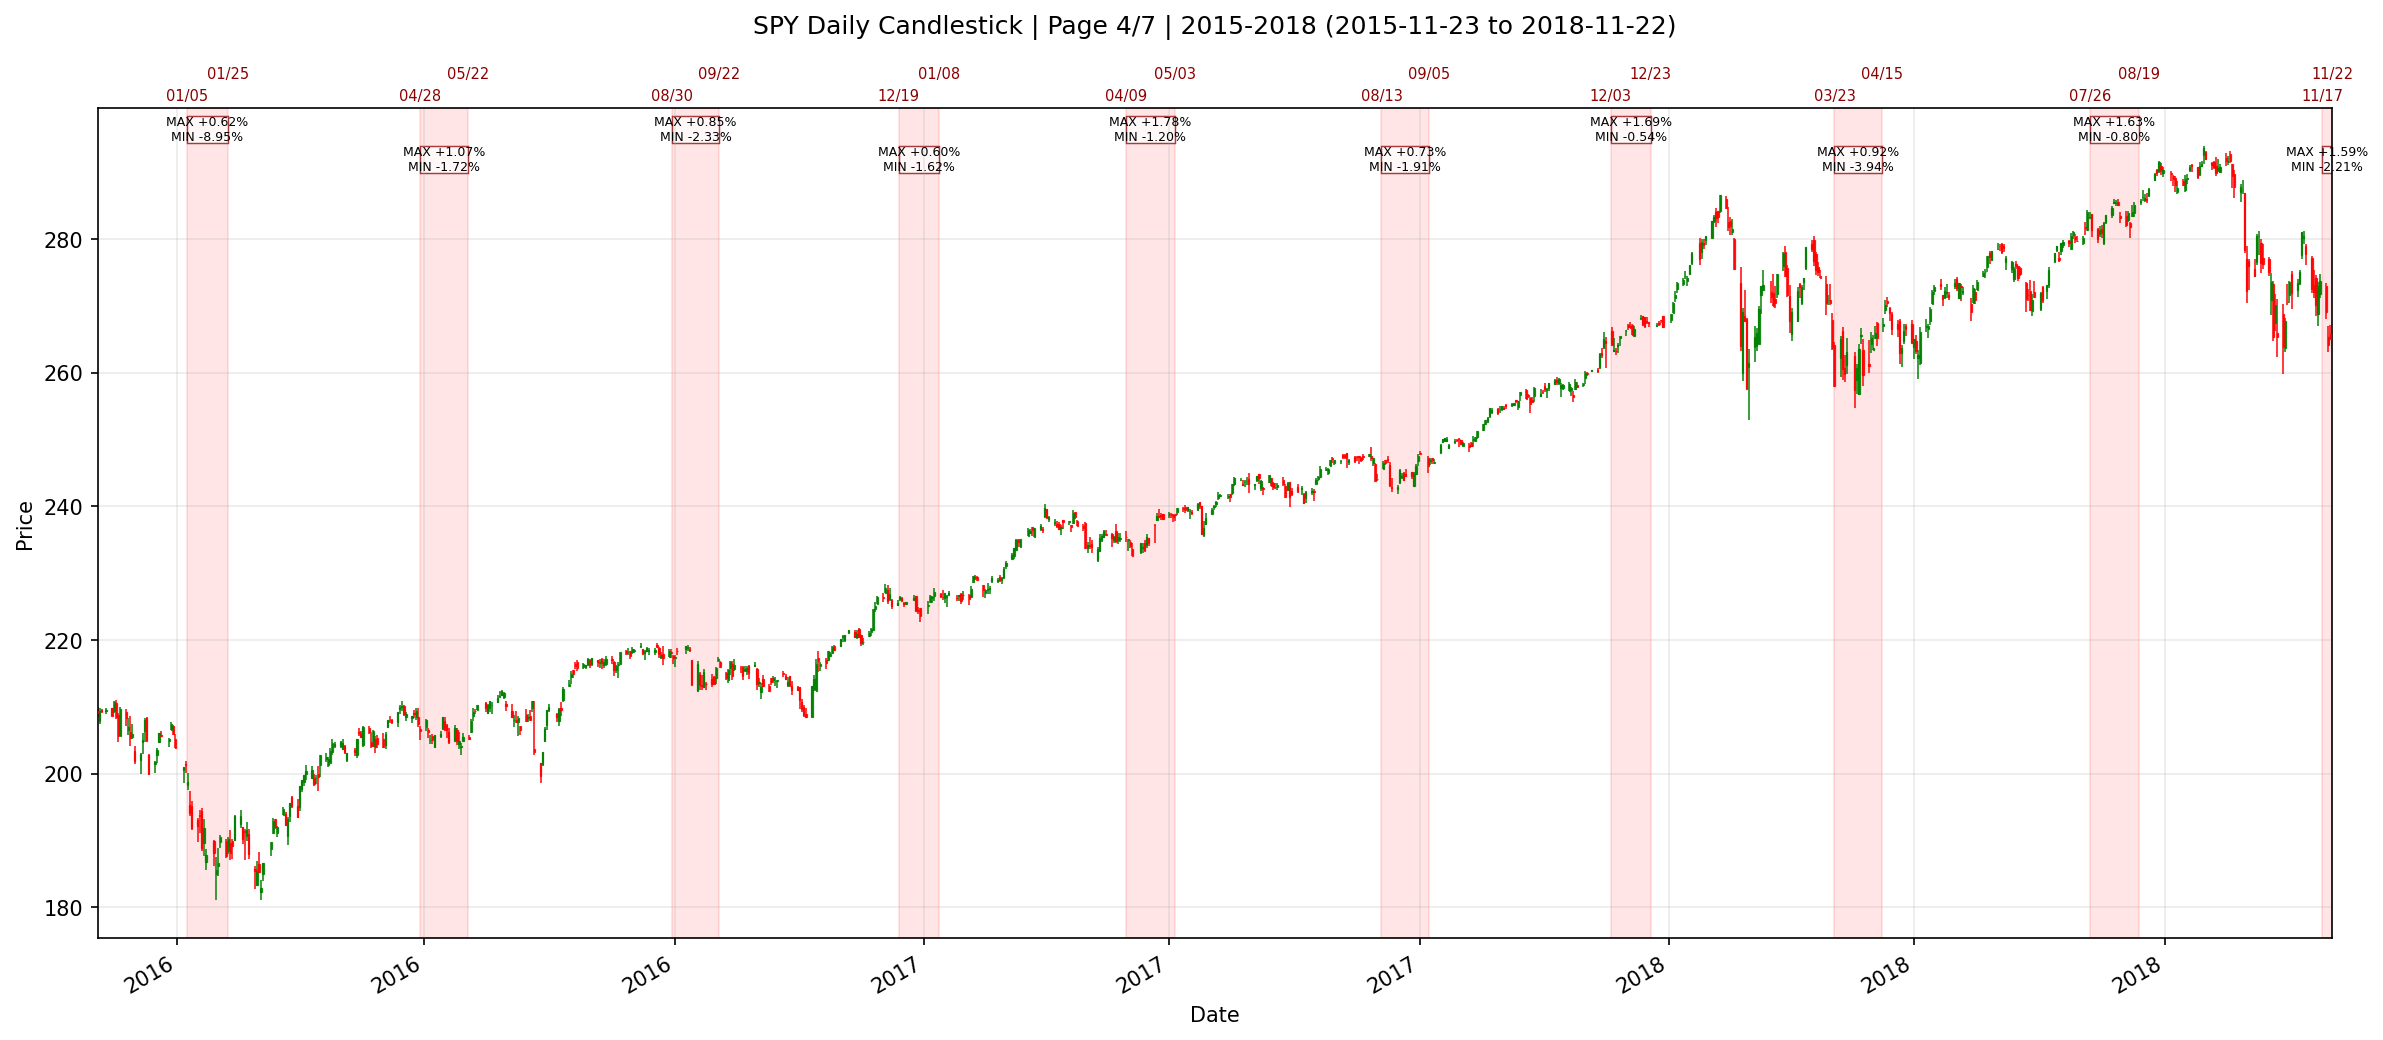 SPY Daily Candlestick | Page 4/7 | 2015-2018 (2015-11-23 to 2018-11-22)
01/25 05/22 09/22 01/08 05/03 09/05 12/23 04/15 08/19 11/22
01/05 04/28 08/30 12/19 04/09 08/13 12/03 03/23 07/26 11/17
MAX +0.62% MAX +0.85% MAX +1.78% MAX +1.69% MAX +1.63%
MIN -8.95% MIN -2.33% MIN -1.20% MIN -0.54% MIN -0.80%
MAX +1.07% MAX +0.60% MAX +0.73% MAX +0.92% MAX +1.59%
MIN -1.72% MIN -1.62% MIN -1.91% MIN -3.94% MIN -2.21%
280
260
240
220
200
180
Price
2016 2016 2016 2017 2017 2017 2018 2018 2018
Date